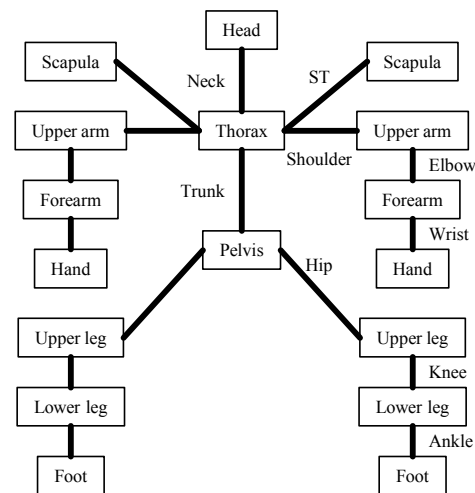 Head
Scapula Neck ST Scapula
Upper arm Thorax Upper arm
Shoulder Elbow
Forearm Trunk Forearm
Wrist
Hand Pelvis Hip Hand
Upper leg Upper leg
Knee
Lower leg Lower leg
Ankle
Foot Foot